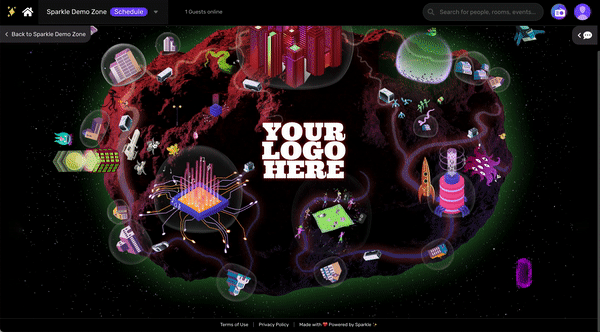 Sparkle Demo Zone
Schedule
1 Guests online
Search for people, rooms, events...
Back to Sparkle Demo Zone
YOUR
LOGO
HERE
Terms of Use | Privacy Policy | Made with ❤️ Powered by Sparkle ✨